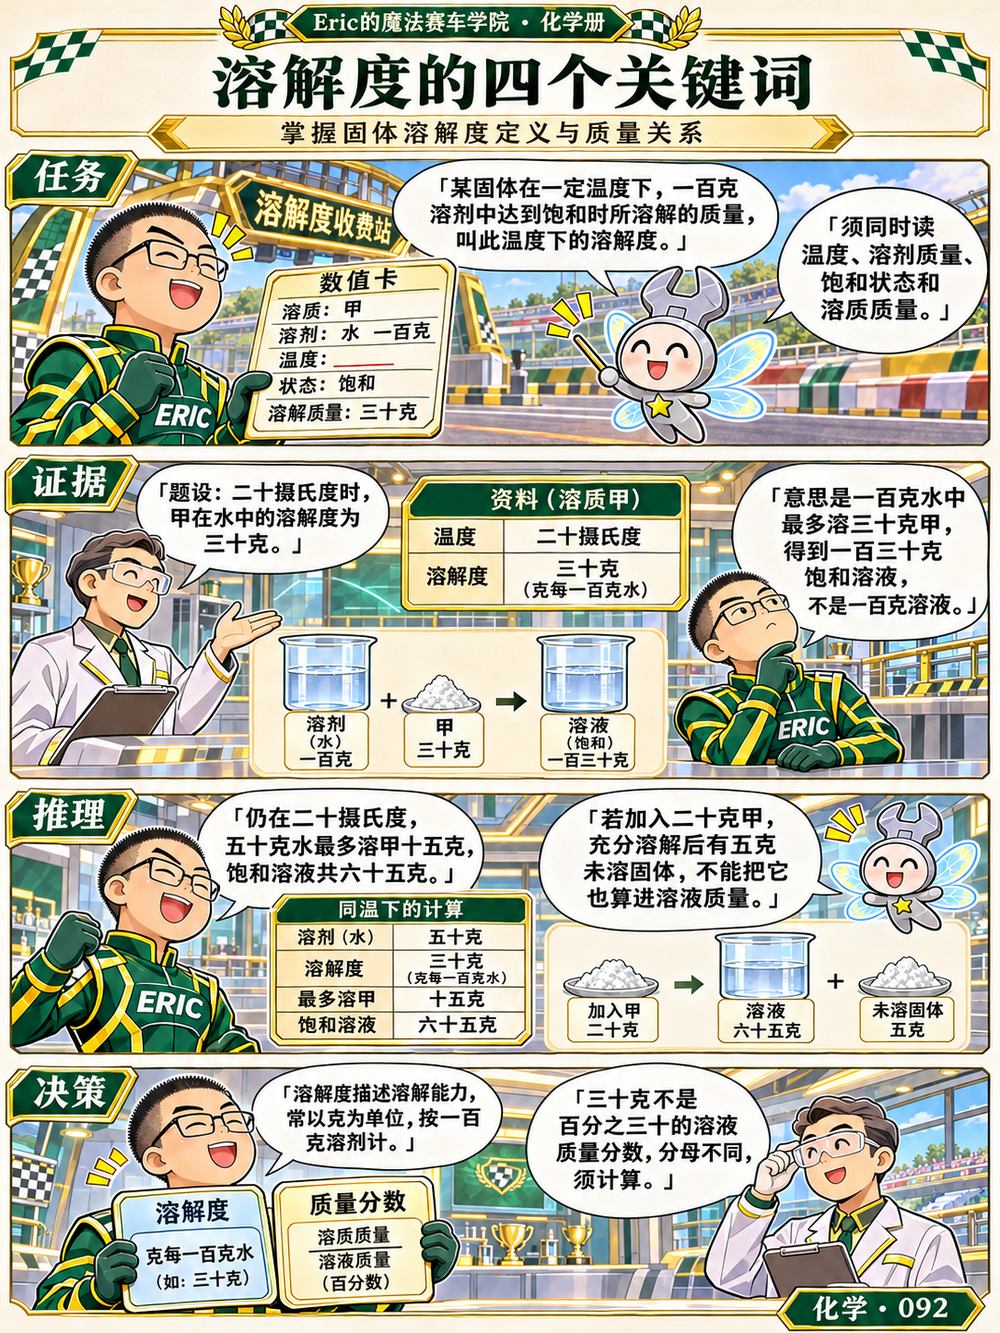 Eric的魔法赛车学院·化学册
溶解度的四个关键词
掌握固体溶解度定义与质量关系
任务
溶解度收费站
「某固体在一定温度下，一百克
溶剂中达到饱和时所溶解的质量，
叫此温度下的溶解度。」
「须同时读
温度、溶剂质量、
饱和状态和
溶质质量。」
数值卡
溶质：甲
溶剂：水 一百克
温度：
状态：饱和
溶解质量：三十克
ERIC
证据
「题设：二十摄氏度时，
甲在水中的溶解度为
三十克。」
资料（溶质甲）
温度 二十摄氏度
溶解度 三十克
（克每一百克水）
「意思是一百克水中
最多溶三十克甲，
得到一百三十克
饱和溶液，
不是一百克溶液。」
溶剂
（水）
一百克
+
甲
三十克
溶液
（饱和）
一百三十克
ERIC
推理
「仍在二十摄氏度，
五十克水最多溶甲十五克，
饱和溶液共六十五克。」
「若加入二十克甲，
充分溶解后有五克
未溶固体，不能把它
也算进溶液质量。」
同温下的计算
溶剂（水） 五十克
溶解度 三十克
（克每一百克水）
最多溶甲 十五克
饱和溶液 六十五克
加入甲
二十克
溶液
六十五克
+
未溶固体
五克
ERIC
决策
「溶解度描述溶解能力，
常以克为单位，按一百
克溶剂计。」
「三十克不是
百分之三十的溶液
质量分数，分母不同，
须计算。」
溶解度
克每一百克水
（如：三十克）
质量分数
溶质质量
溶液质量
（百分数）
化学·092